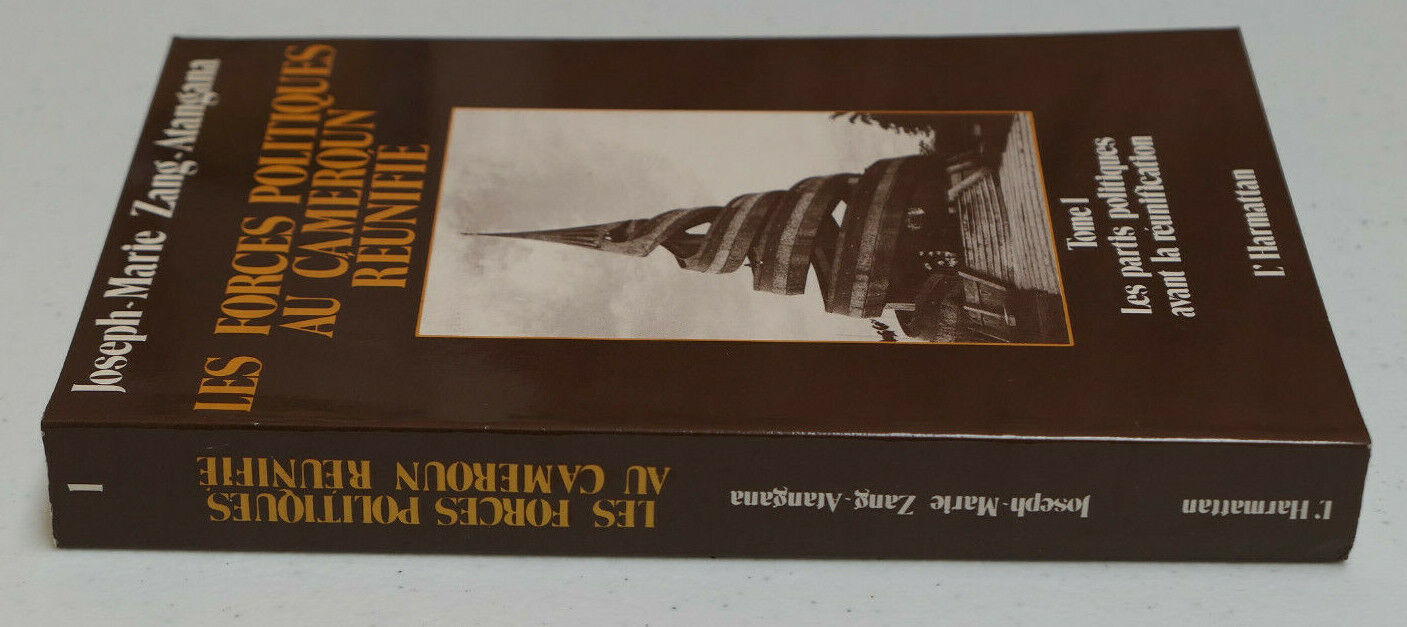 Joseph-Marie Zang-Atangana
LES FORCES POLITIQUES
AU CAMEROUN
RÉUNIFIÉ
Tome 1
Les partis politiques
avant la réunification
L'Harmattan
1
LES FORCES POLITIQUES
AU CAMEROUN RÉUNIFIÉ
Joseph-Marie Zang-Atangana
L'Harmattan